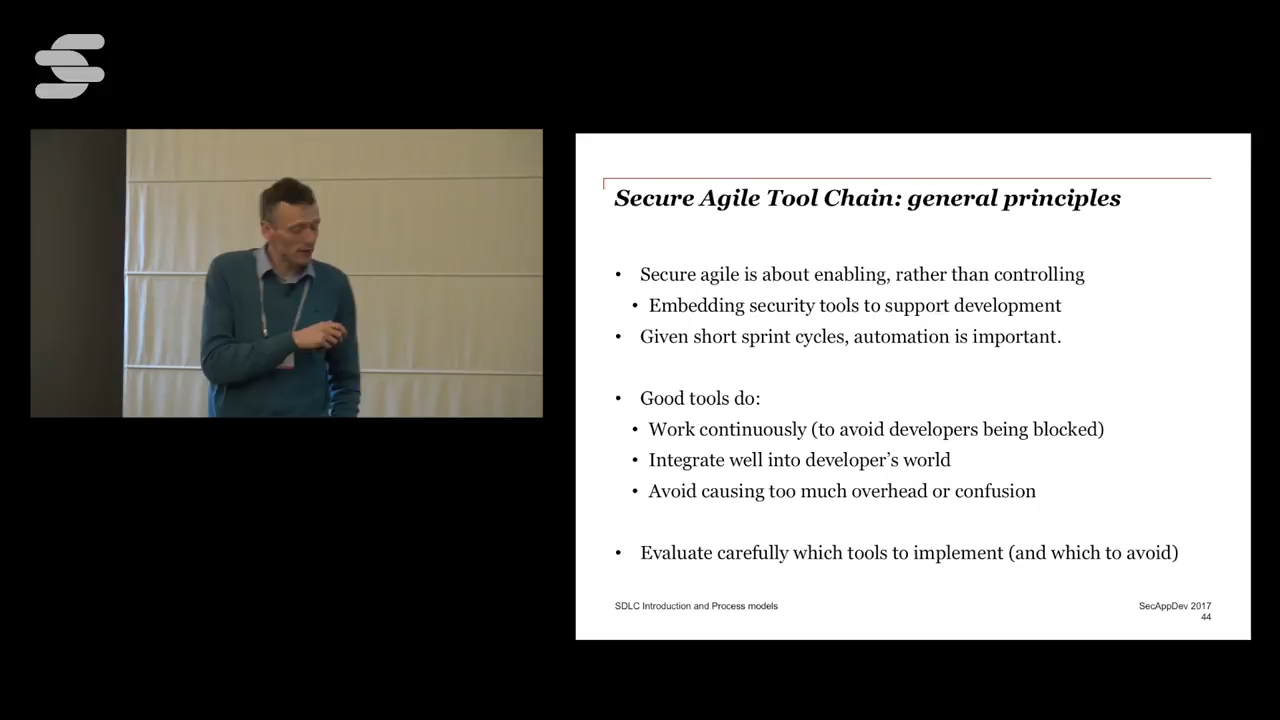 Secure Agile Tool Chain: general principles
• Secure agile is about enabling, rather than controlling
• Embedding security tools to support development
• Given short sprint cycles, automation is important.
• Good tools do:
• Work continuously (to avoid developers being blocked)
• Integrate well into developer’s world
• Avoid causing too much overhead or confusion
• Evaluate carefully which tools to implement (and which to avoid)
SDLC Introduction and Process models
SecAppDev 2017
44